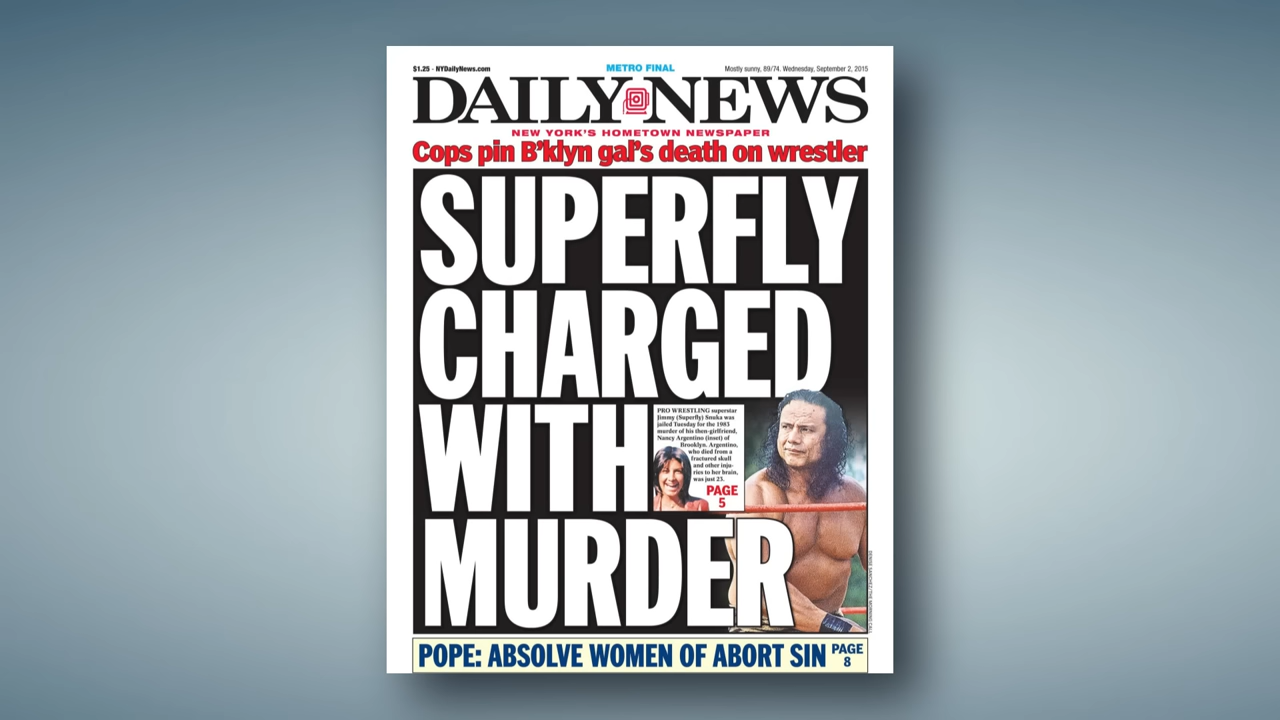 $1.25 - NYDailyNews.com
METRO FINAL
Mostly sunny, 89/74. Wednesday, September 2, 2015
DAILY NEWS
NEW YORK'S HOMETOWN NEWSPAPER
Cops pin B'klyn gal's death on wrestler
SUPERFLY
CHARGED
WITH
MURDER
PRO WRESTLING superstar
Jimmy (Superfly) Snuka was
jailed Tuesday for the 1983
murder of his then-girlfriend,
Nancy Argentino (inset) of
Brooklyn. Argentino,
who died from a
fractured skull
and other inju-
ries to her brain,
was just 23.
PAGE
5
POPE: ABSOLVE WOMEN OF ABORT SIN
PAGE
8